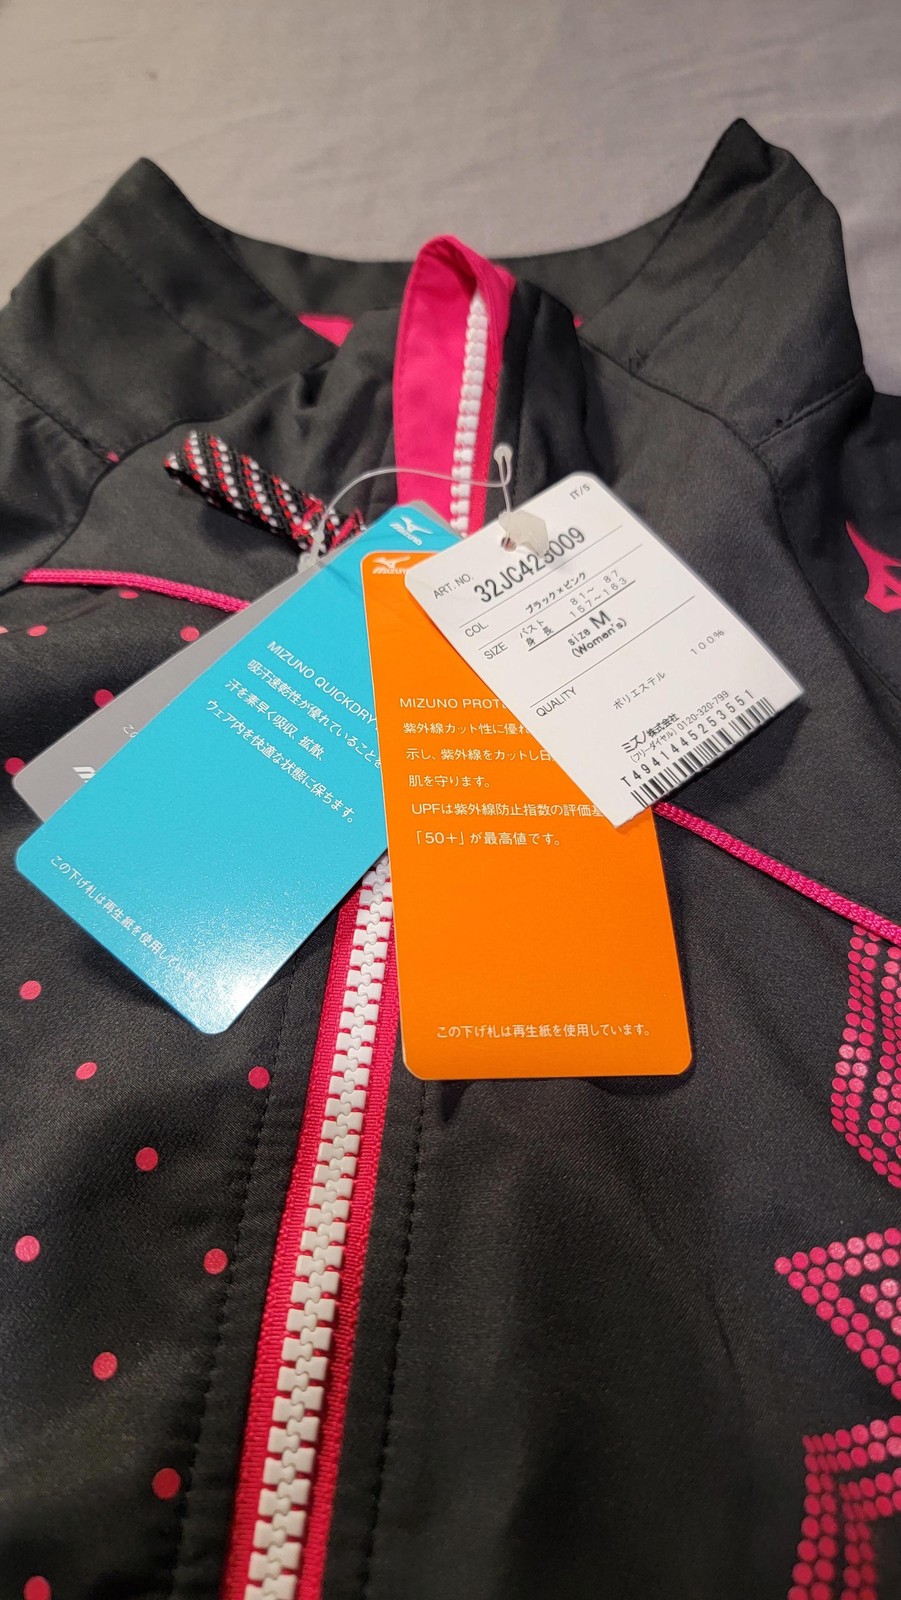 mizuno
MIZUNO QUICKDRY
吸汗速乾性が優れていることを
汗を素早く吸収、拡散、
ウェア内を快適な状態に保ちます。
この下げ札は再生紙を使用してい
MIZUNO PROT
紫外線カット性に優れ
示し、紫外線をカットし日
肌を守ります。
UPFは紫外線防止指数の評価基
「50+」が最高値です。
この下げ札は再生紙を使用しています。
IT/5
ART. NO. 32JC423009
COL. ブラック×ピンク
SIZE バスト 81~ 87
身長 157~163
size M
(Women's)
QUALITY
ポリエステル 100%
ミズノ株式会社
(フリーダイヤル) 0120-320-799
T4941445253551